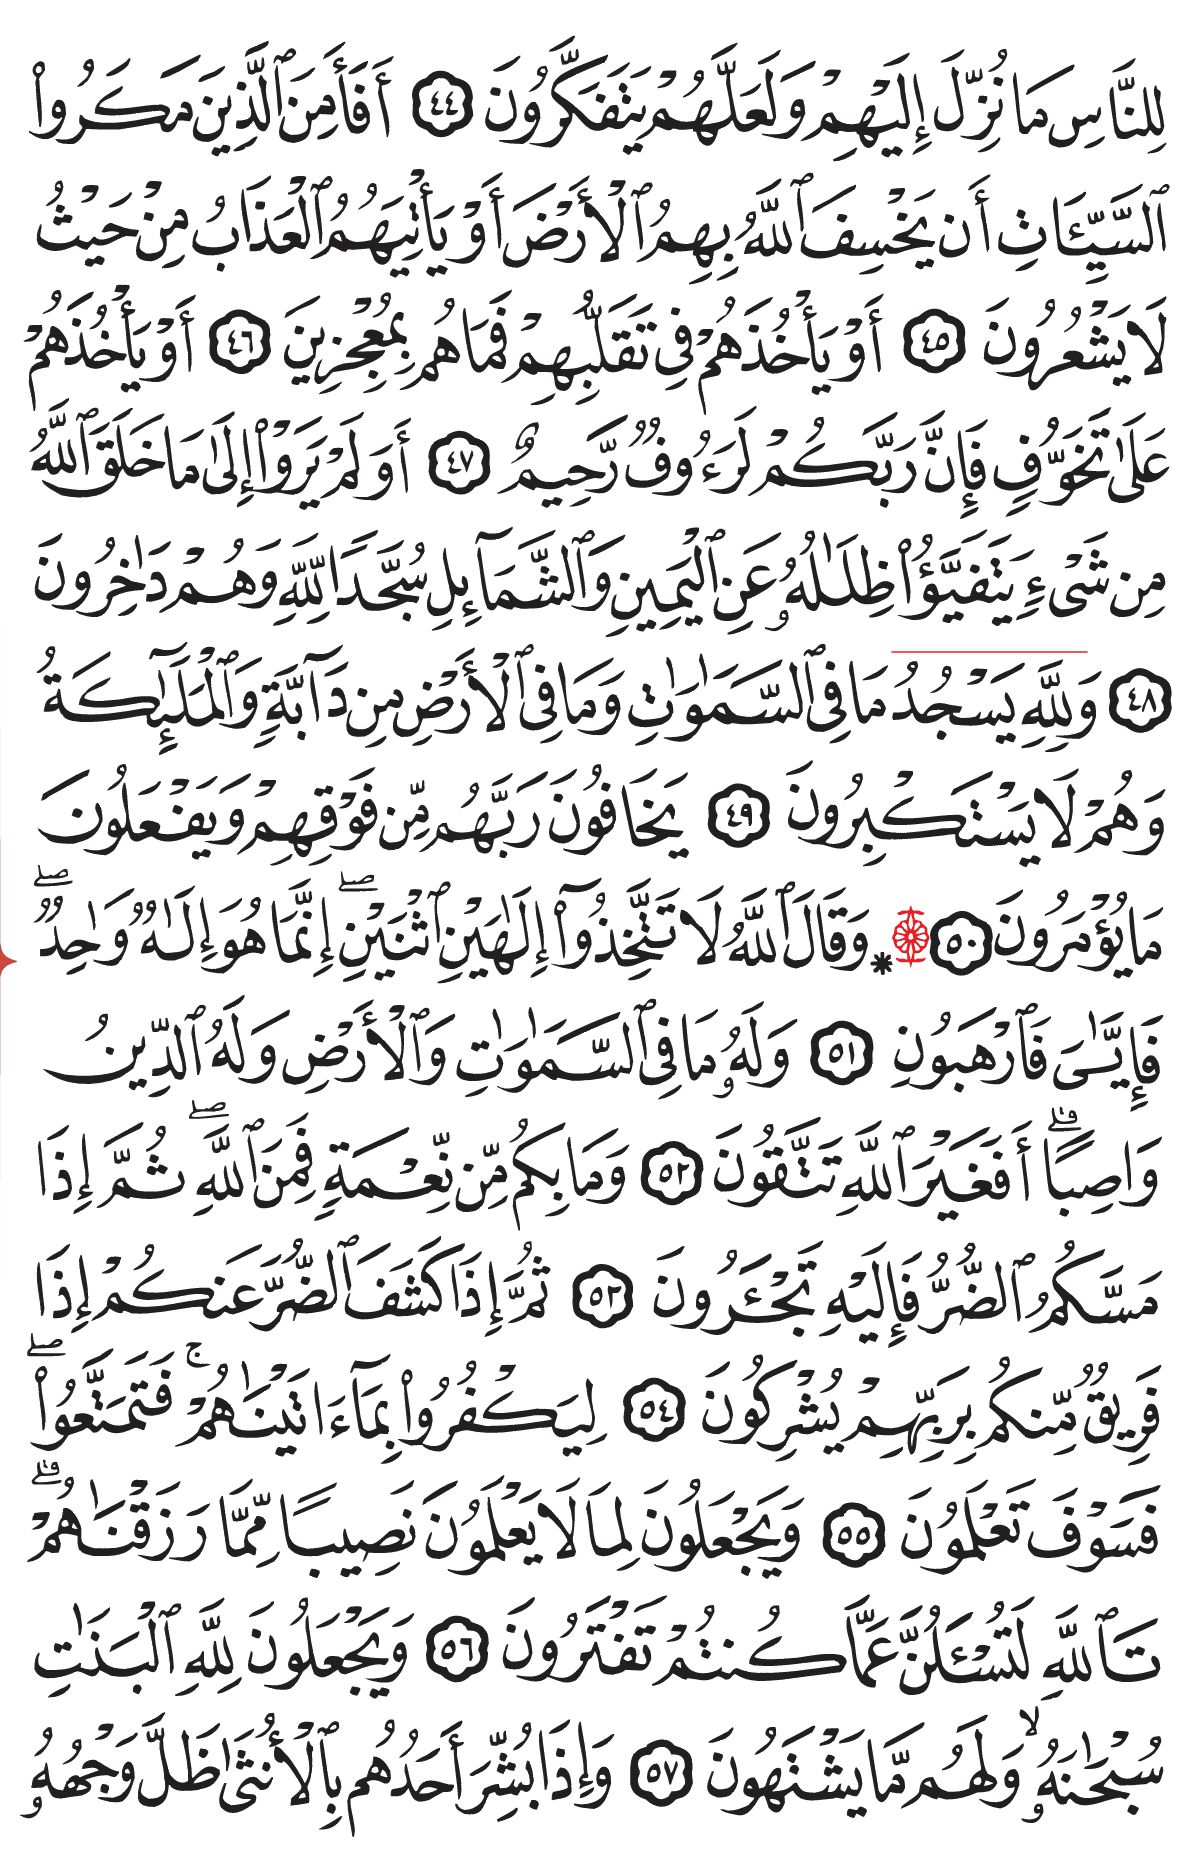 لِلنَّاسِ مَا نُزِّلَ إِلَيْهِمْ وَلَعَلَّهُمْ يَتَفَكَّرُونَ ٤٤ أَفَأَمِنَ ٱلَّذِينَ مَكَرُوا۟
ٱلسَّيِّـَٔاتِ أَن يَخْسِفَ ٱللَّهُ بِهِمُ ٱلْأَرْضَ أَوْ يَأْتِيَهُمُ ٱلْعَذَابُ مِنْ حَيْثُ
لَا يَشْعُرُونَ ٤٥ أَوْ يَأْخُذَهُمْ فِى تَقَلُّبِهِمْ فَمَا هُم بِمُعْجِزِينَ ٤٦ أَوْ يَأْخُذَهُمْ
عَلَىٰ تَخَوُّفٍ فَإِنَّ رَبَّكُمْ لَرَءُوفٌ رَّحِيمٌ ٤٧ أَوَلَمْ يَرَوْا۟ إِلَىٰ مَا خَلَقَ ٱللَّهُ
مِن شَىْءٍ يَتَفَيَّؤُا۟ ظِلَـٰلُهُۥ عَنِ ٱلْيَمِينِ وَٱلشَّمَآئِلِ سُجَّدًا لِّلَّهِ وَهُمْ دَٰخِرُونَ
٤٨ وَلِلَّهِ يَسْجُدُ مَا فِى ٱلسَّمَـٰوَٰتِ وَمَا فِى ٱلْأَرْضِ مِن دَآبَّةٍ وَٱلْمَلَـٰٓئِكَةُ
وَهُمْ لَا يَسْتَكْبِرُونَ ٤٩ يَخَافُونَ رَبَّهُم مِّن فَوْقِهِمْ وَيَفْعَلُونَ
مَا يُؤْمَرُونَ ۩ ٥٠ ۞ وَقَالَ ٱللَّهُ لَا تَتَّخِذُوٓا۟ إِلَـٰهَيْنِ ٱثْنَيْنِ ۖ إِنَّمَا هُوَ إِلَـٰهٌ وَٰحِدٌ ۖ
فَإِيَّـٰىَ فَٱرْهَبُونِ ٥١ وَلَهُۥ مَا فِى ٱلسَّمَـٰوَٰتِ وَٱلْأَرْضِ وَلَهُ ٱلدِّينُ
وَاصِبًا ۚ أَفَغَيْرَ ٱللَّهِ تَتَّقُونَ ٥٢ وَمَا بِكُم مِّن نِّعْمَةٍ فَمِنَ ٱللَّهِ ۖ ثُمَّ إِذَا
مَسَّكُمُ ٱلضُّرُّ فَإِلَيْهِ تَجْـَٔرُونَ ٥٣ ثُمَّ إِذَا كَشَفَ ٱلضُّرَّ عَنكُمْ إِذَا
فَرِيقٌ مِّنكُم بِرَبِّهِمْ يُشْرِكُونَ ٥٤ لِيَكْفُرُوا۟ بِمَآ ءَاتَيْنَـٰهُمْ ۚ فَتَمَتَّعُوا۟ ۖ
فَسَوْفَ تَعْلَمُونَ ٥٥ وَيَجْعَلُونَ لِمَا لَا يَعْلَمُونَ نَصِيبًا مِّمَّا رَزَقْنَـٰهُمْ ۗ
تَٱللَّهِ لَتُسْـَٔلُنَّ عَمَّا كُنتُمْ تَفْتَرُونَ ٥٦ وَيَجْعَلُونَ لِلَّهِ ٱلْبَنَـٰتِ
سُبْحَـٰنَهُۥ ۙ وَلَهُم مَّا يَشْتَهُونَ ٥٧ وَإِذَا بُشِّرَ أَحَدُهُم بِٱلْأُنثَىٰ ظَلَّ وَجْهُهُۥ